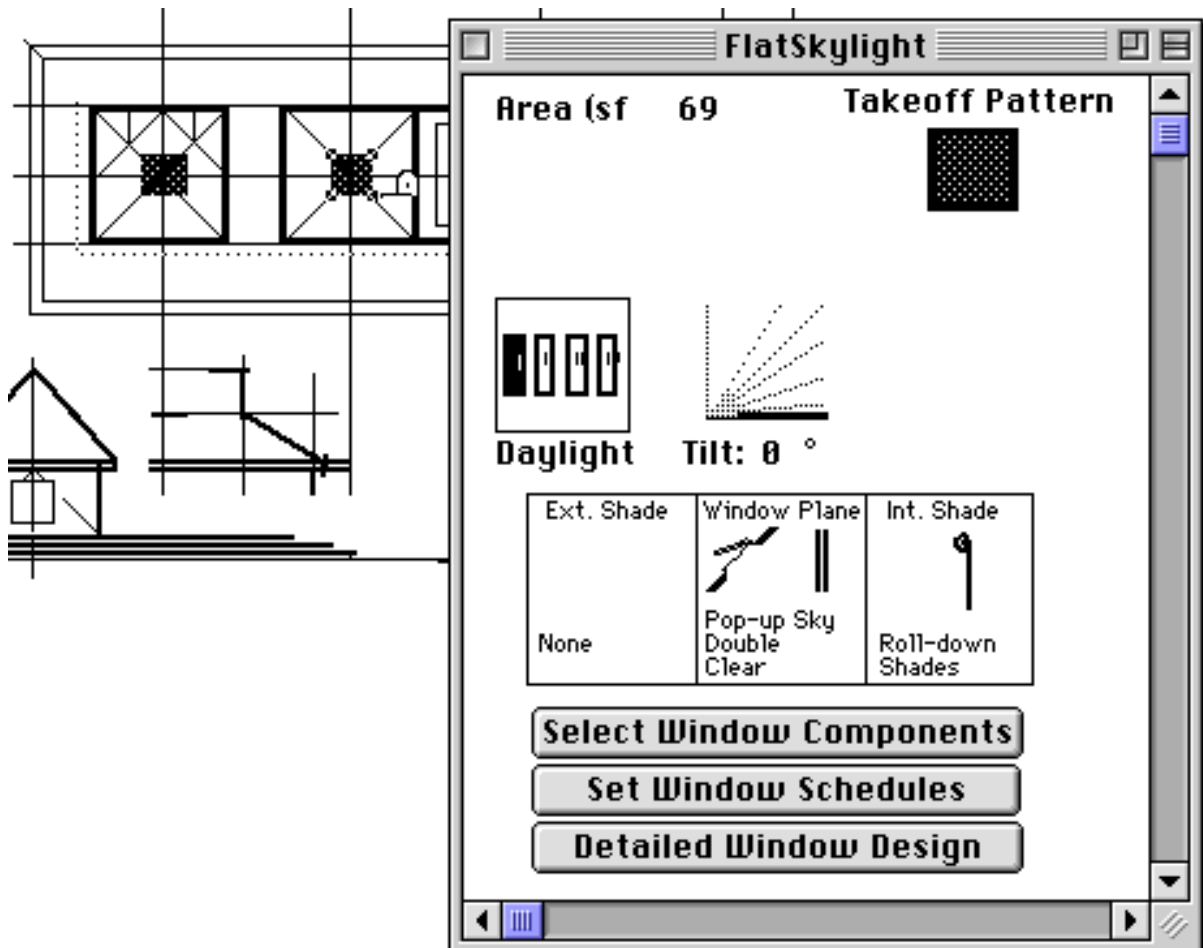 FlatSkylight
Area (sf 69
Takeoff Pattern
Daylight
Tilt: 0 °
Ext. Shade
None
Window Plane
Pop-up Sky
Double
Clear
Int. Shade
Roll-down
Shades
Select Window Components
Set Window Schedules
Detailed Window Design